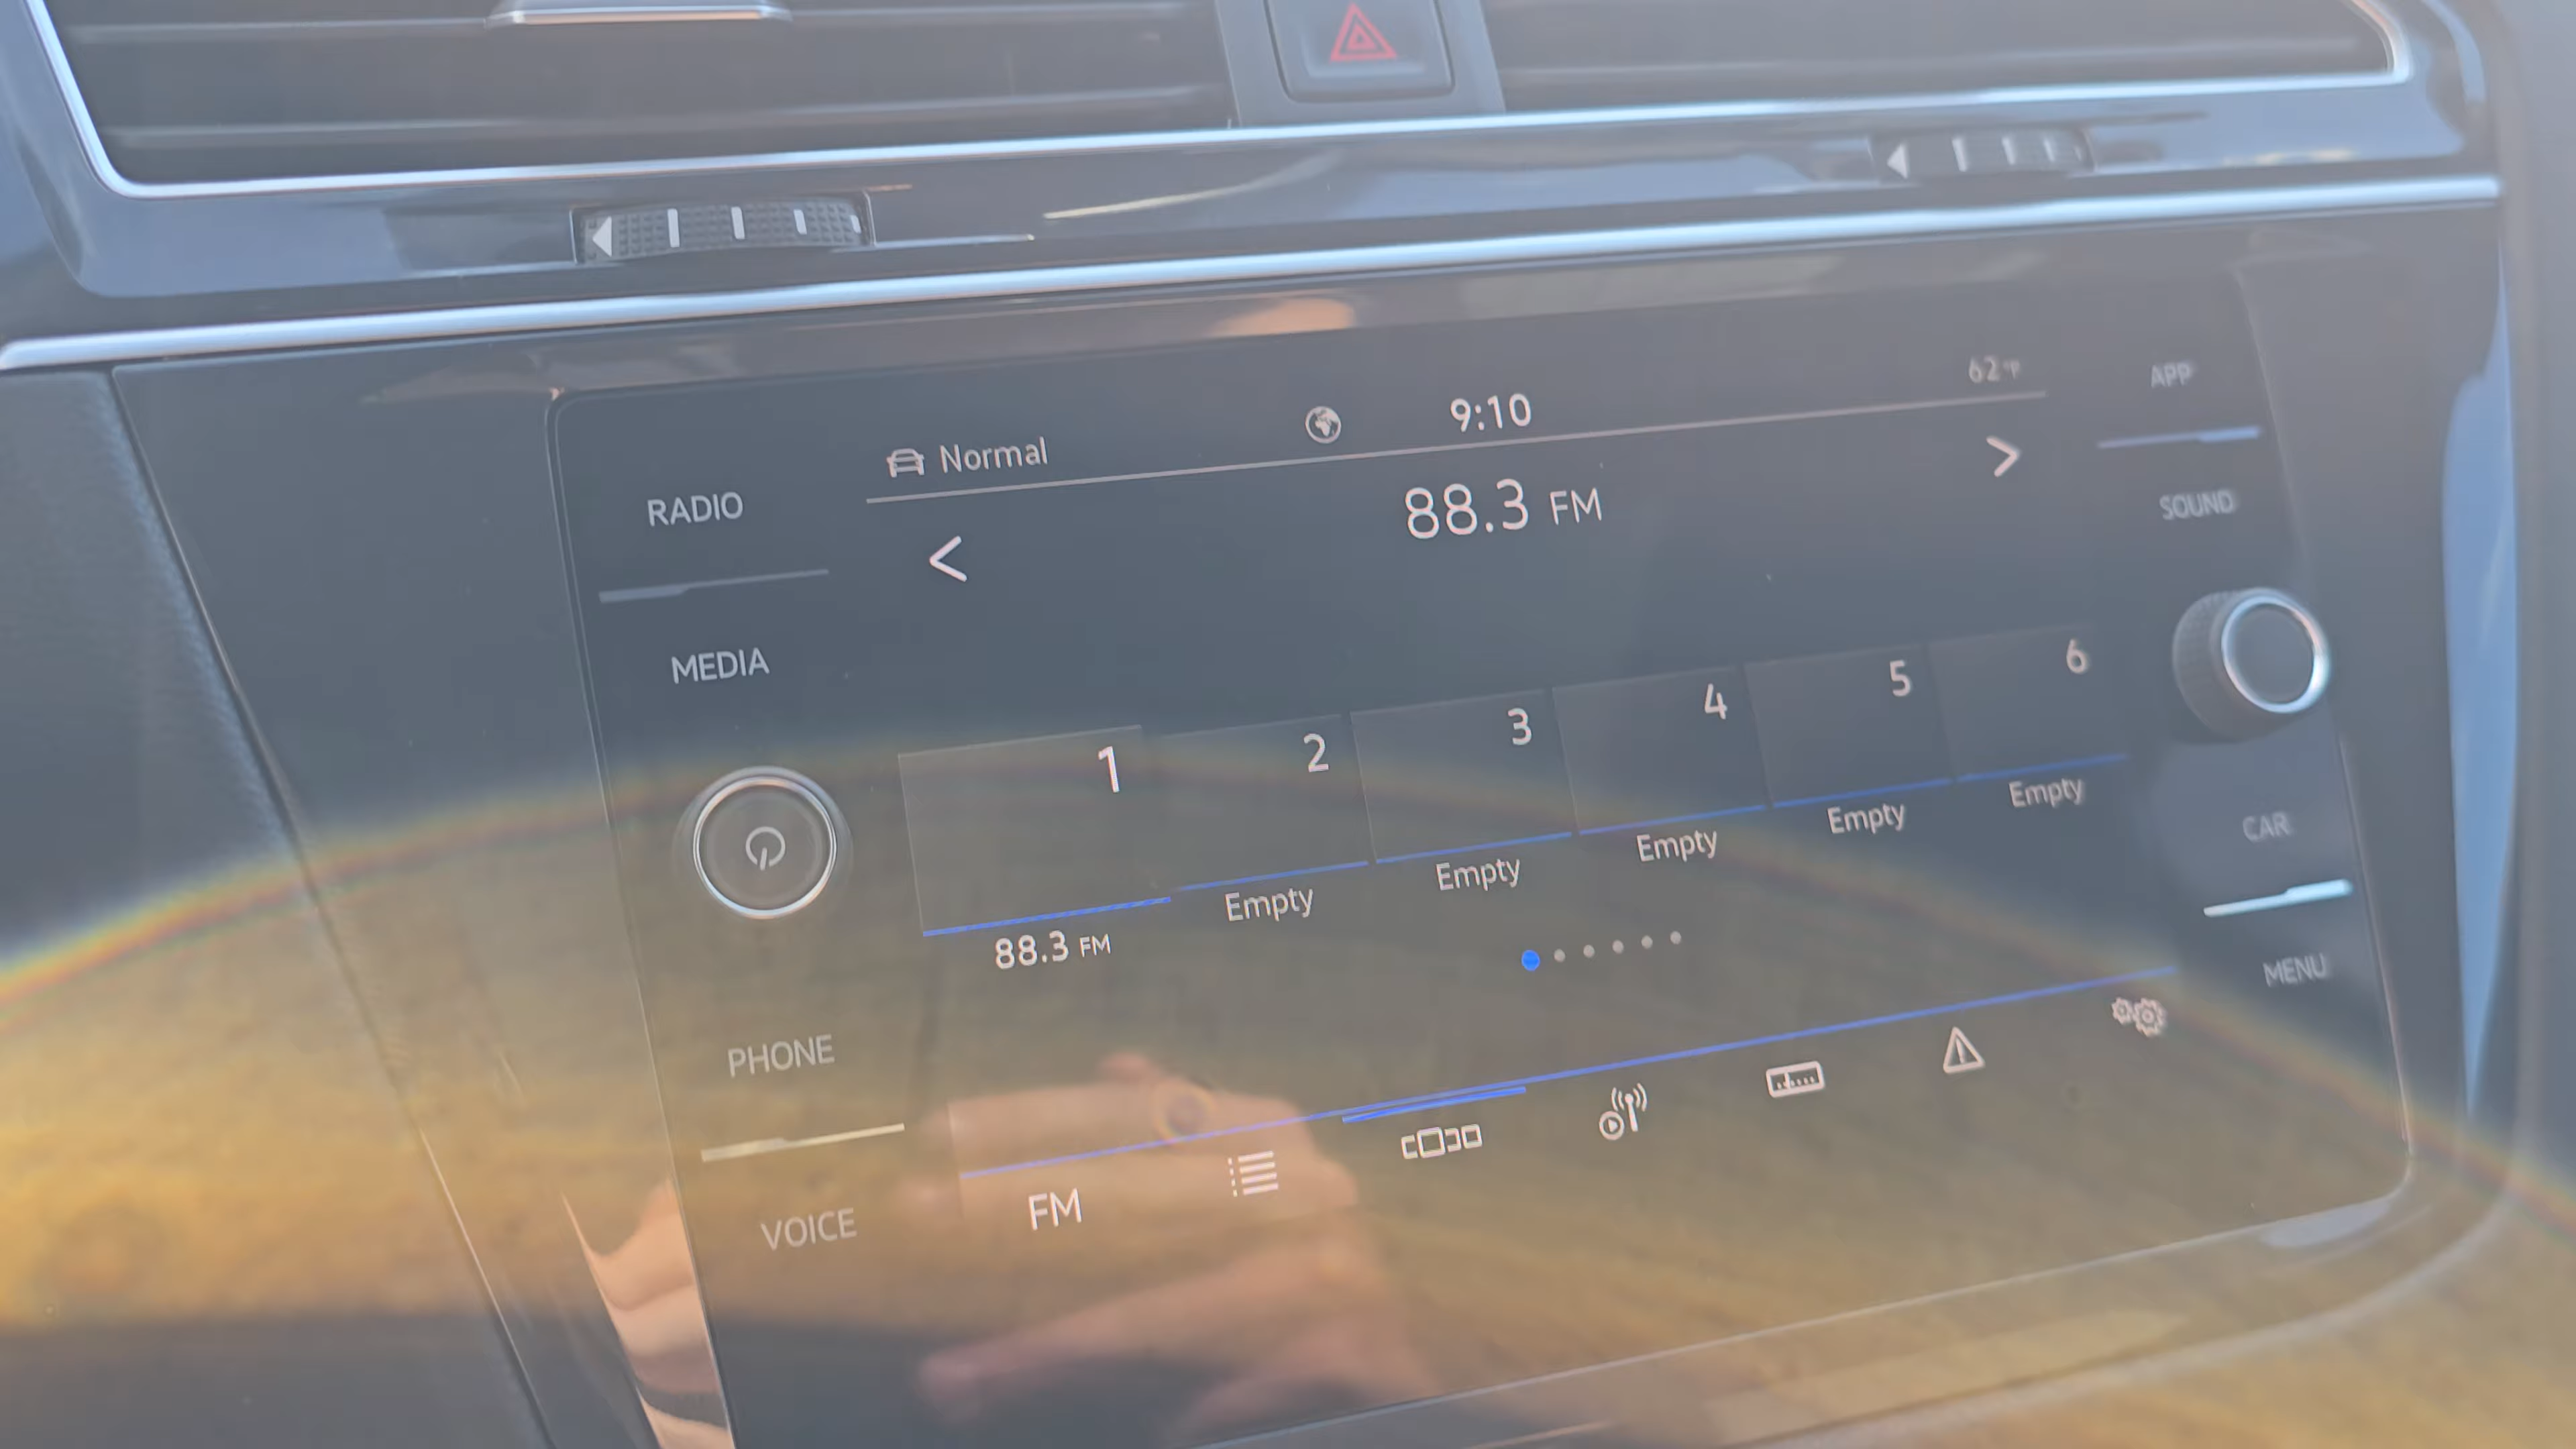 Normal
9:10
62°F
APP
RADIO
88.3 FM
SOUND
MEDIA
1 2 3 4 5 6
88.3 FM Empty Empty Empty Empty Empty
CAR
MENU
PHONE
VOICE
FM